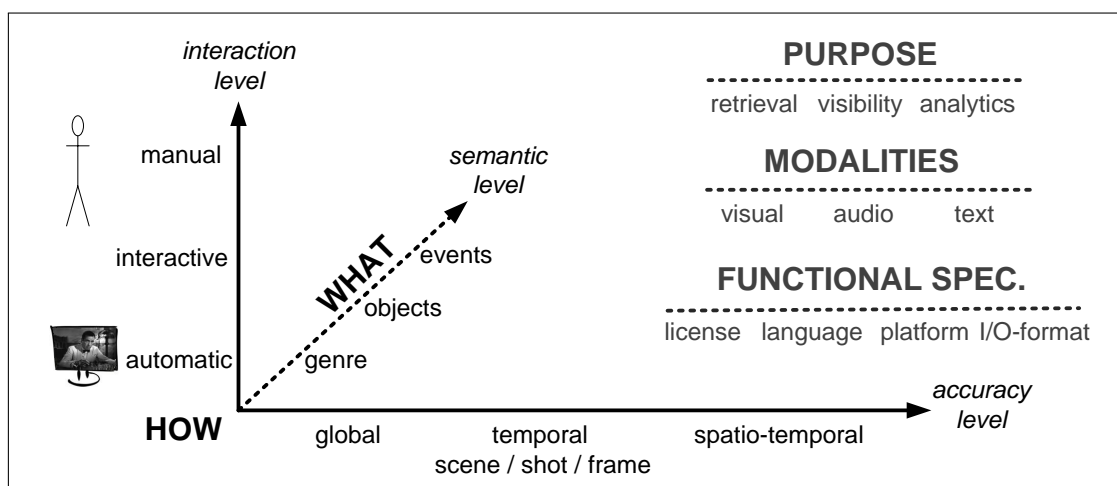 interaction
level
manual
interactive
automatic
HOW
semantic
level
WHAT
events
objects
genre
global
temporal
scene / shot / frame
spatio-temporal
accuracy
level
PURPOSE
retrieval visibility analytics
MODALITIES
visual audio text
FUNCTIONAL SPEC.
license language platform I/O-format